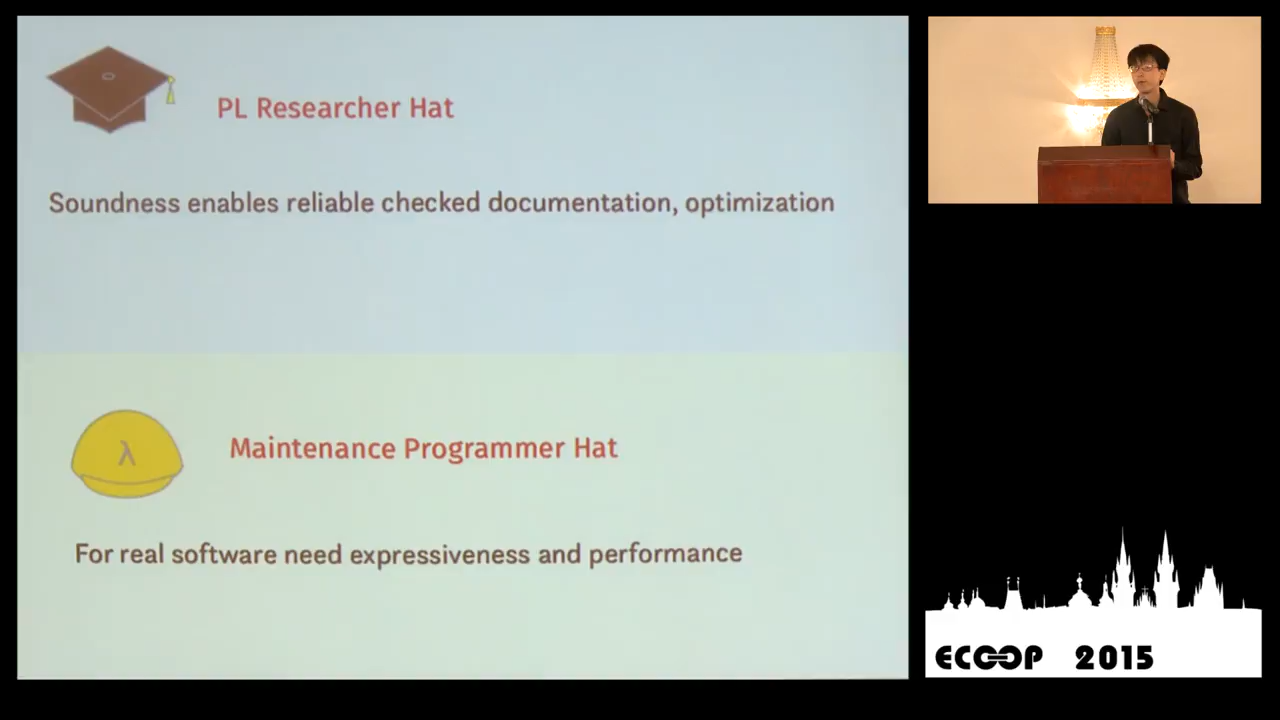 PL Researcher Hat
Soundness enables reliable checked documentation, optimization
λ
Maintenance Programmer Hat
For real software need expressiveness and performance
ECOOP 2015